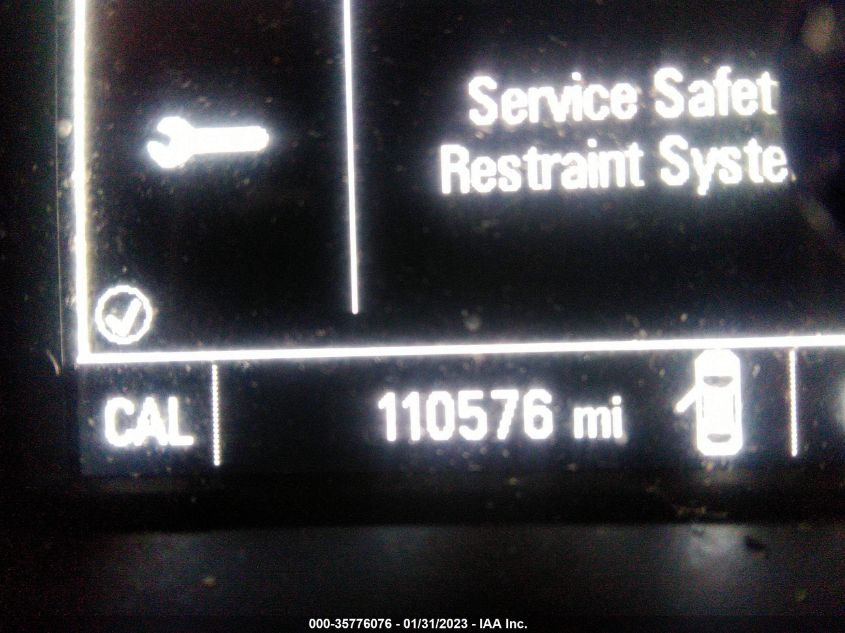 Service Safet
Restraint Syste
CAL
110576 mi
000-35776076 - 01/31/2023 - IAA Inc.